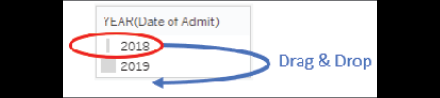 YEAR(Date of Admit)
2018
2019
Drag & Drop